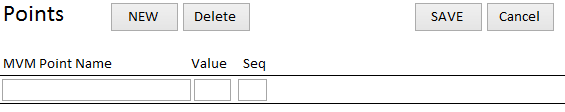 Points NEW Delete SAVE Cancel
MVM Point Name Value Seq